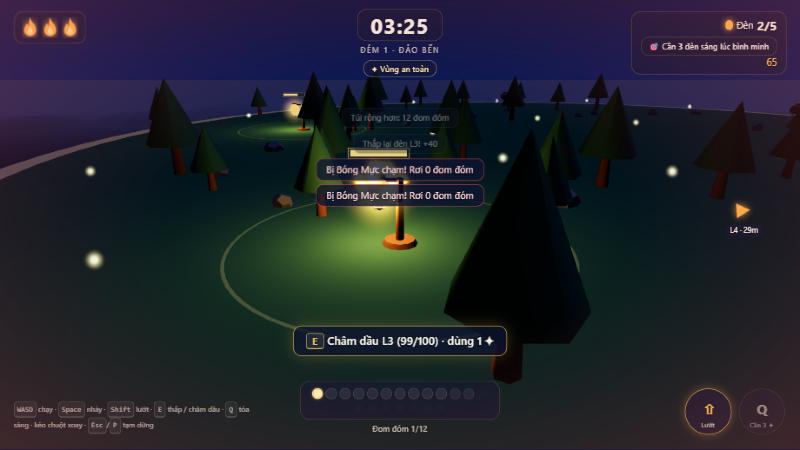 03:25
ĐÊM 1 · ĐẢO BẾN
✦ Vùng an toàn
Đèn 2/5
Cần 3 đèn sáng lúc bình minh
65
Túi rộng hơn: 12 đom đóm
Thắp lại đèn L3! +40
Bị Bóng Mực chạm! Rơi 0 đom đóm
Bị Bóng Mực chạm! Rơi 0 đom đóm
L4 · 29m
E Châm dầu L3 (99/100) · dùng 1 ✦
WASD chạy · Space nhảy · Shift lướt · E thắp / châm dầu · Q tỏa
sáng · kéo chuột xoay · Esc / P tạm dừng
Đom đóm 1/12
⇧
Lướt
Q
Cần 3 ✦